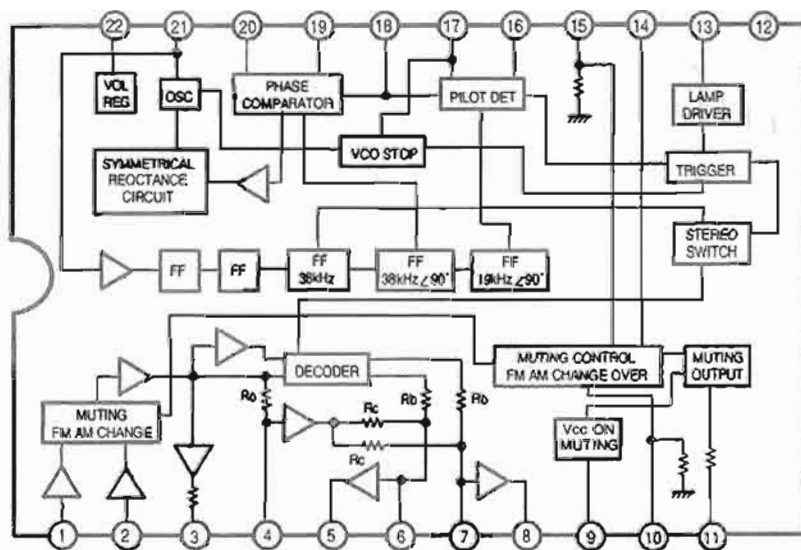 22 21 20 19 18 17 16 15 14 13 12
VOL
REG
OSC
PHASE
COMPARATOR
PILOT DET
LAMP
DRIVER
VCO STOP
TRIGGER
SYMMETRICAL
REOCTANCE
CIRCUIT
STEREO
SWITCH
FF
FF
FF
38kHz
FF
38kHz∠90°
F/F
19kHz∠90°
DECODER
MUTING CONTROL
FM AM CHANGE OVER
MUTING
OUTPUT
Ra
Rb
Rb
Rc
Rc
MUTING
FM AM CHANGE
Vcc ON
MUTING
1 2 3 4 5 6 7 8 9 10 11